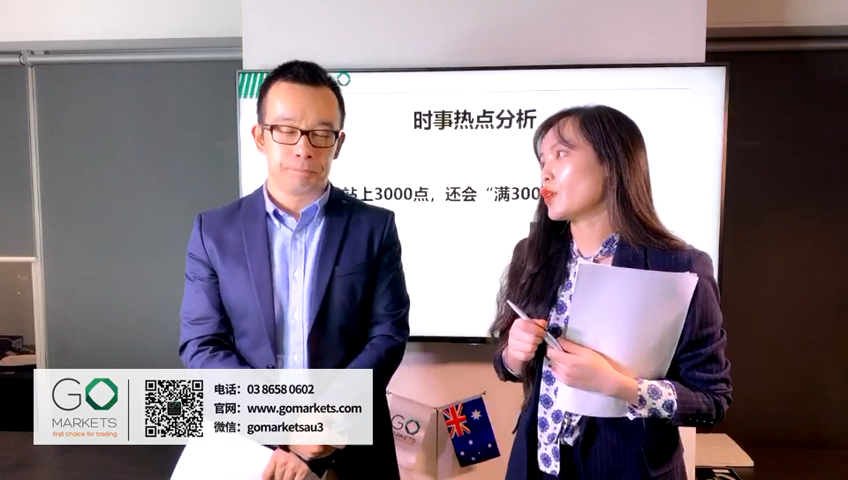 时事热点分析
站上3000点，还会“满300
GO
MARKETS
first choice for trading
电话：03 8658 0602
官网：www.gomarkets.com
微信：gomarketsau3
GO
MARKETS